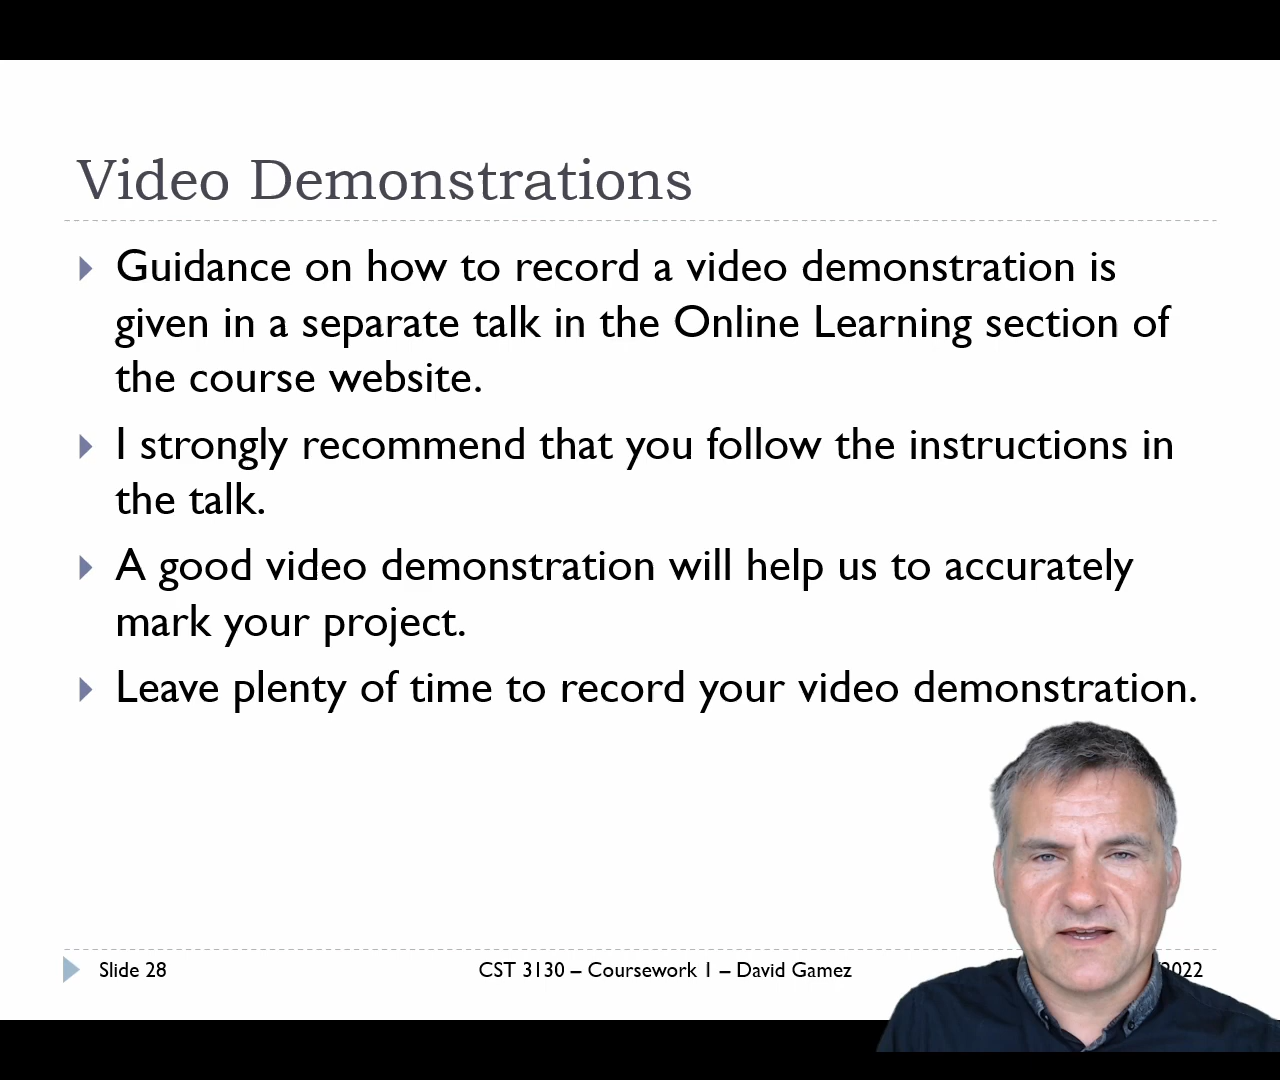 Video Demonstrations
Guidance on how to record a video demonstration is
given in a separate talk in the Online Learning section of
the course website.
I strongly recommend that you follow the instructions in
the talk.
A good video demonstration will help us to accurately
mark your project.
Leave plenty of time to record your video demonstration.
Slide 28
CST 3130 – Coursework 1 – David Gamez
2022